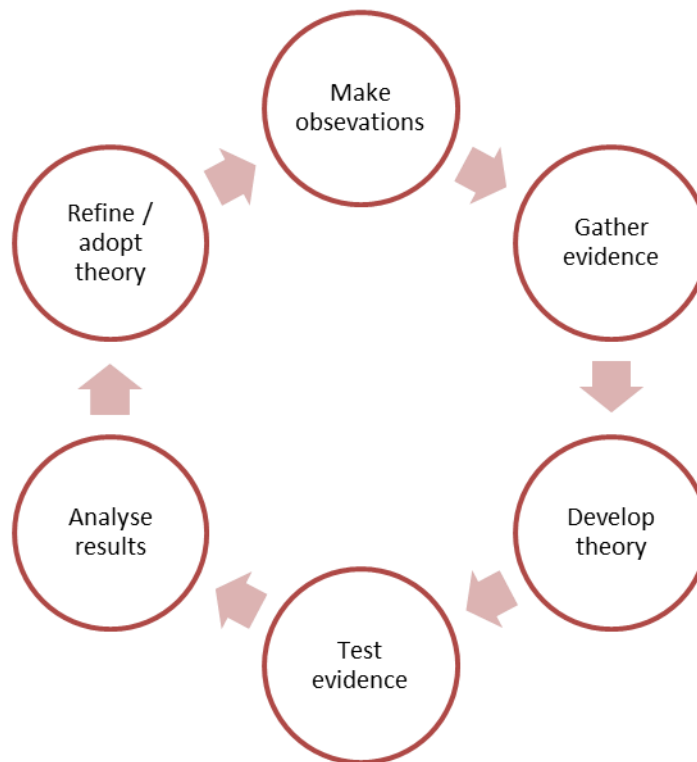 Make
obsevations
Gather
evidence
Develop
theory
Test
evidence
Analyse
results
Refine /
adopt
theory